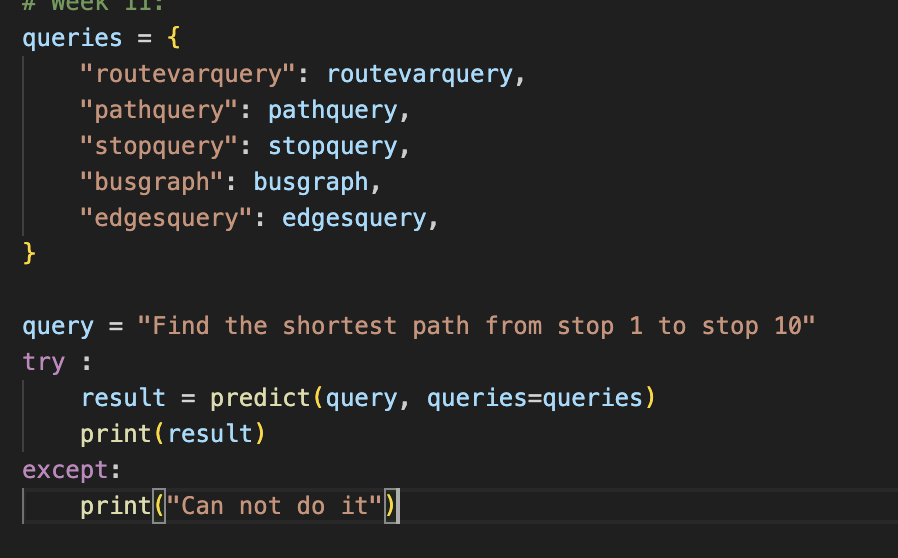 # Week 11:
queries = {
    "routevarquery": routevarquery,
    "pathquery": pathquery,
    "stopquery": stopquery,
    "busgraph": busgraph,
    "edgesquery": edgesquery,
}
query = "Find the shortest path from stop 1 to stop 10"
try :
    result = predict(query, queries=queries)
    print(result)
except:
    print("Can not do it")